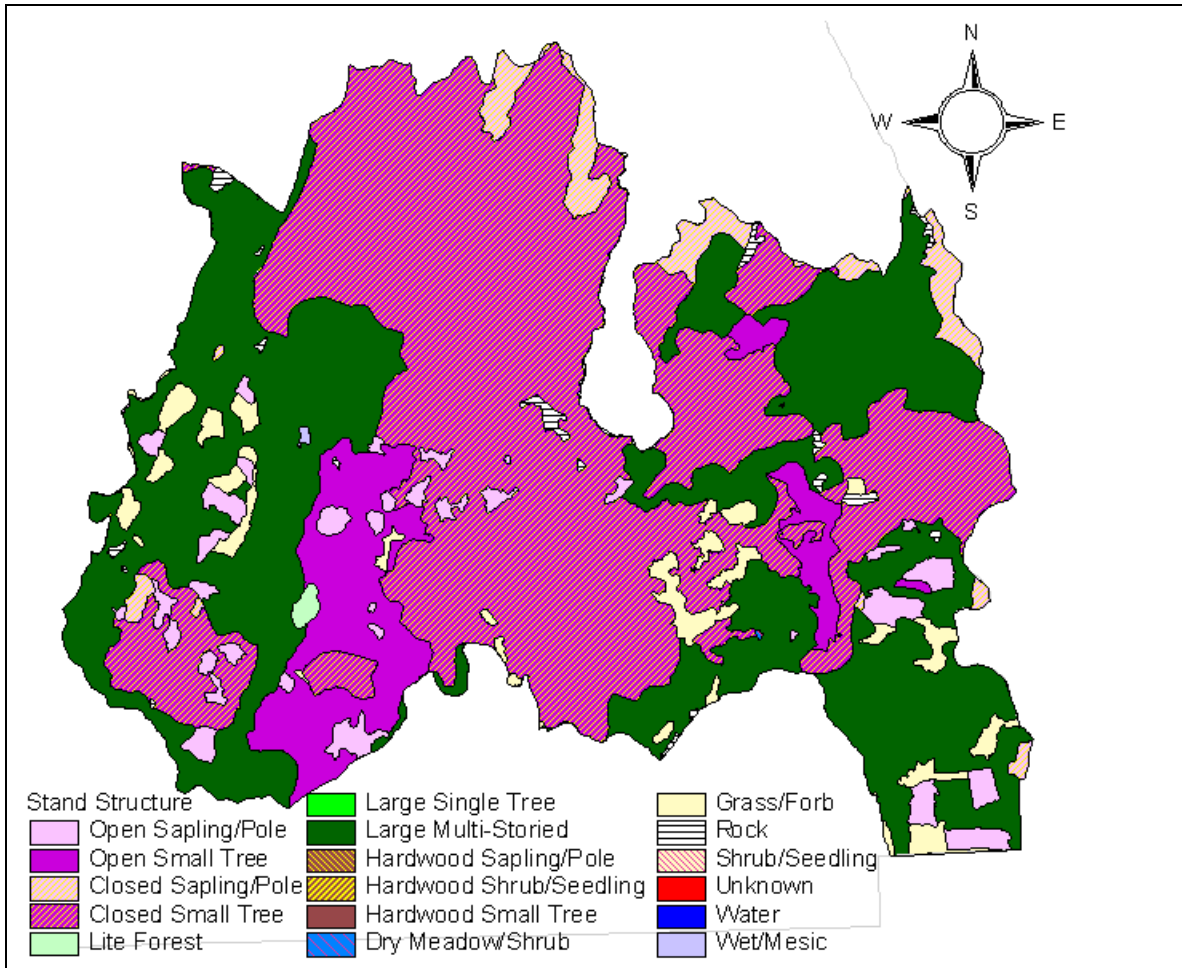 N
W E
S
Stand Structure
Open Sapling/Pole
Open Small Tree
Closed Sapling/Pole
Closed Small Tree
Lite Forest
Large Single Tree
Large Multi-Storied
Hardwood Sapling/Pole
Hardwood Shrub/Seedling
Hardwood Small Tree
Dry Meadow/Shrub
Grass/Forb
Rock
Shrub/Seedling
Unknown
Water
Wet/Mesic